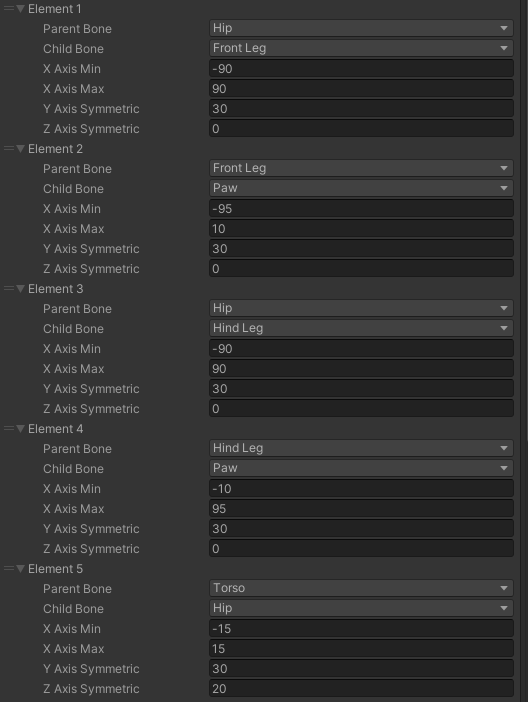 Element 1
Parent Bone Hip
Child Bone Front Leg
X Axis Min -90
X Axis Max 90
Y Axis Symmetric 30
Z Axis Symmetric 0
Element 2
Parent Bone Front Leg
Child Bone Paw
X Axis Min -95
X Axis Max 10
Y Axis Symmetric 30
Z Axis Symmetric 0
Element 3
Parent Bone Hip
Child Bone Hind Leg
X Axis Min -90
X Axis Max 90
Y Axis Symmetric 30
Z Axis Symmetric 0
Element 4
Parent Bone Hind Leg
Child Bone Paw
X Axis Min -10
X Axis Max 95
Y Axis Symmetric 30
Z Axis Symmetric 0
Element 5
Parent Bone Torso
Child Bone Hip
X Axis Min -15
X Axis Max 15
Y Axis Symmetric 30
Z Axis Symmetric 20